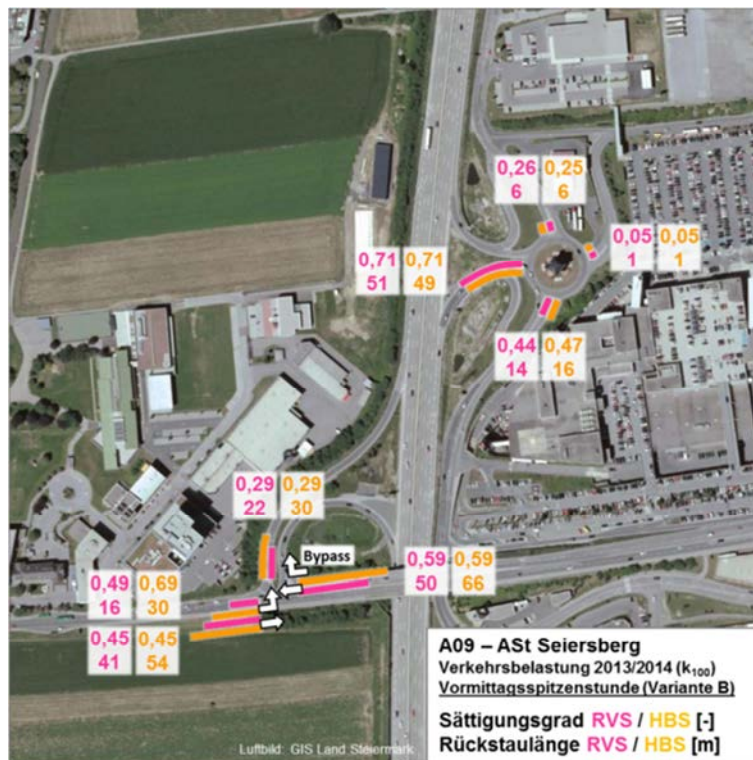 0,26 0,25
6 6
0,05 0,05
1 1
0,71 0,71
51 49
0,44 0,47
14 16
0,29 0,29
22 30
Bypass
0,59 0,59
50 66
0,49 0,69
16 30
0,45 0,45
41 54
A09 – ASt Seiersberg
Verkehrsbelastung 2013/2014 (k100)
Vormittagsspitzenstunde (Variante B)
Sättigungsgrad RVS / HBS [-]
Rückstaulänge RVS / HBS [m]
Luftbild: GIS Land Steiermark